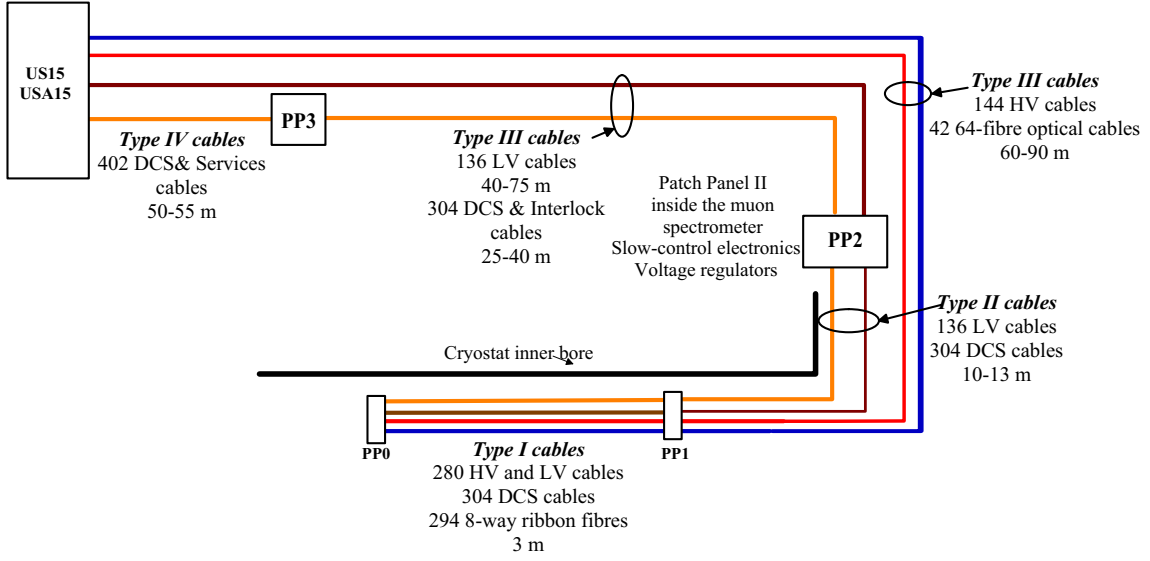 US15
USA15
PP3
Type IV cables
402 DCS& Services
cables
50-55 m
Type III cables
136 LV cables
40-75 m
304 DCS & Interlock
cables
25-40 m
Type III cables
144 HV cables
42 64-fibre optical cables
60-90 m
Patch Panel II
inside the muon
spectrometer
Slow-control electronics
Voltage regulators
PP2
Type II cables
136 LV cables
304 DCS cables
10-13 m
Cryostat inner bore
PP0
PP1
Type I cables
280 HV and LV cables
304 DCS cables
294 8-way ribbon fibres
3 m